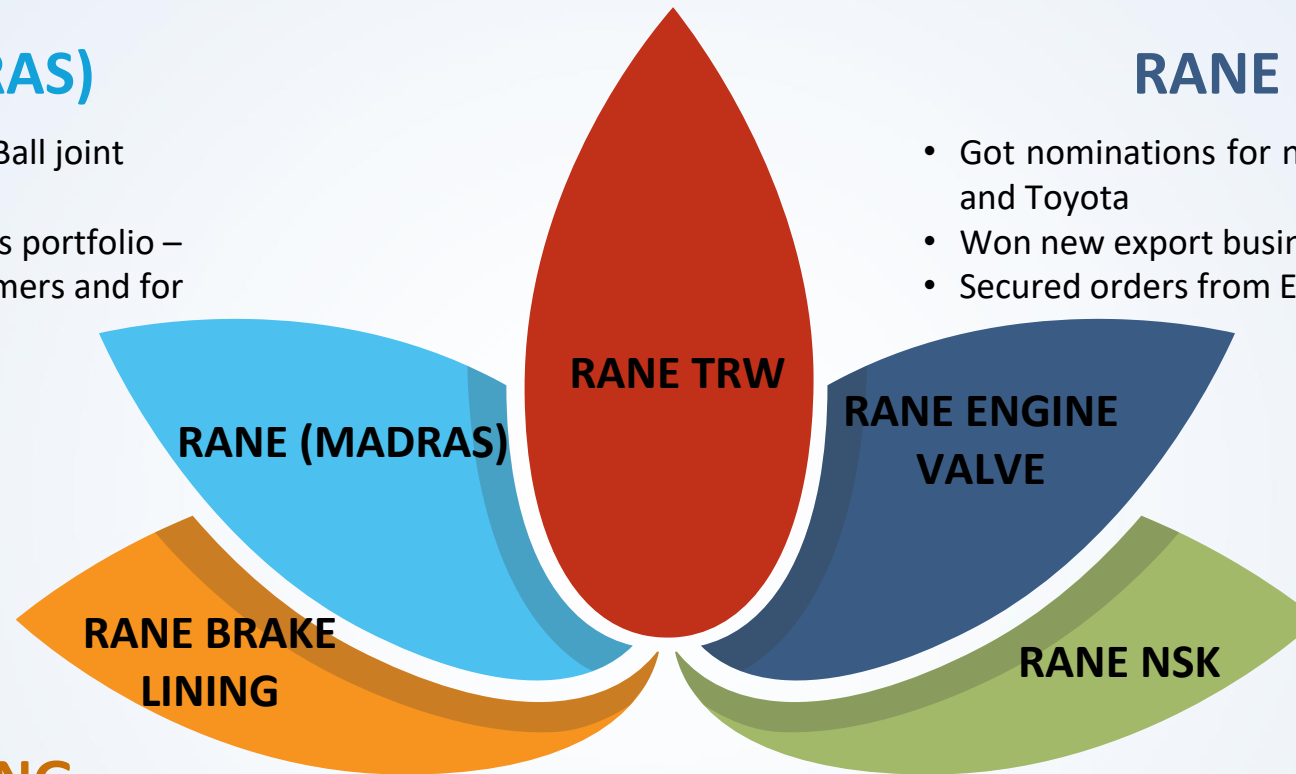 RAS)
Ball joint
s portfolio –
mers and for
RANE
• Got nominations for n
and Toyota
• Won new export busin
• Secured orders from E
RANE TRW
RANE (MADRAS)
RANE ENGINE
VALVE
RANE BRAKE
LINING
RANE NSK
NG